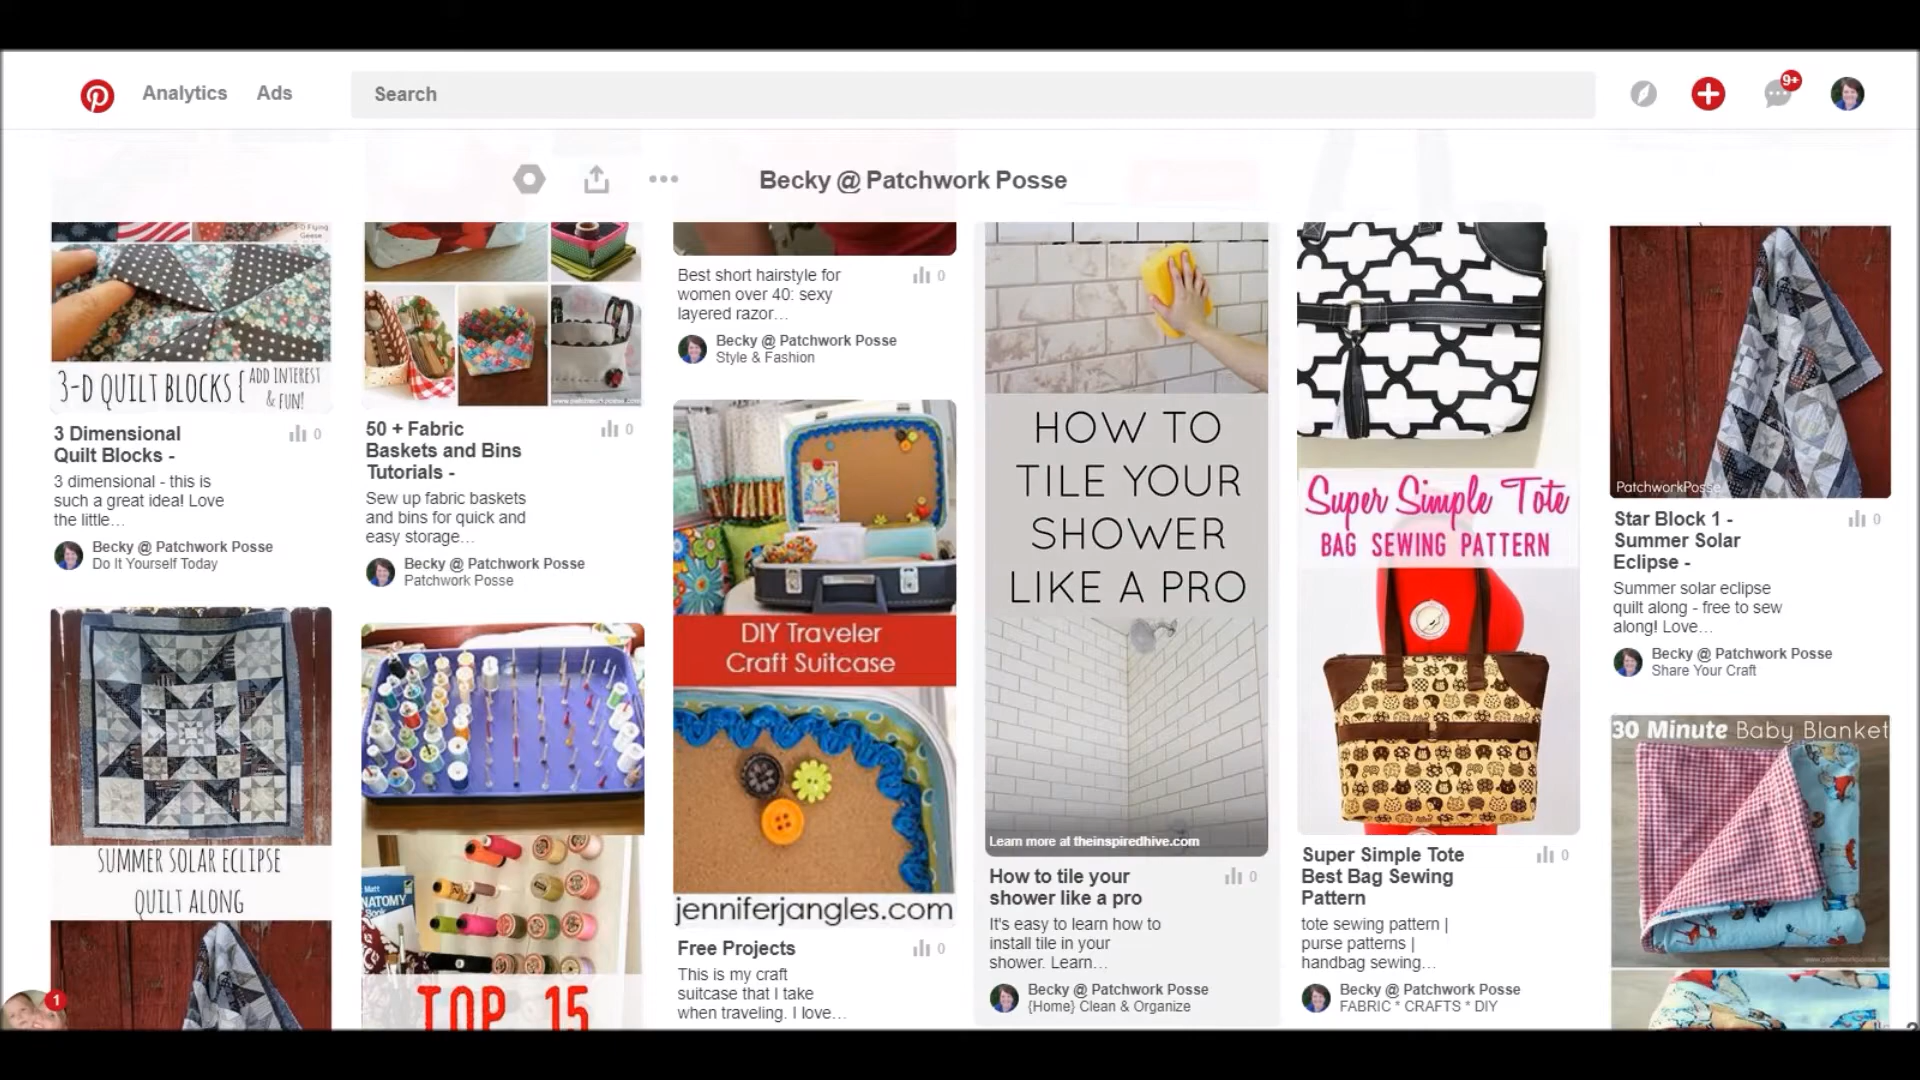 Analytics
Ads
Search
9+
Becky @ Patchwork Posse
3-D Flying
Geese
3-D QUILT BLOCKS {
ADD INTEREST
& FUN!
3 Dimensional
Quilt Blocks -
0
3 dimensional - this is
such a great idea! Love
the little…
Becky @ Patchwork Posse
Do It Yourself Today
SUMMER SOLAR ECLIPSE
QUILT ALONG
1
50 + Fabric
Baskets and Bins
Tutorials -
0
Sew up fabric baskets
and bins for quick and
easy storage…
Becky @ Patchwork Posse
Patchwork Posse
TOP 15
Best short hairstyle for
women over 40: sexy
layered razor…
0
Becky @ Patchwork Posse
Style & Fashion
DIY Traveler
Craft Suitcase
jenniferjangles.com
Free Projects
0
This is my craft
suitcase that I take
when traveling. I love…
HOW TO
TILE YOUR
SHOWER
LIKE A PRO
Learn more at theinspiredhive.com
How to tile your
shower like a pro
0
It's easy to learn how to
install tile in your
shower. Learn…
Becky @ Patchwork Posse
{Home} Clean & Organize
Super Simple Tote
BAG SEWING PATTERN
Super Simple Tote
Best Bag Sewing
Pattern
0
tote sewing pattern |
purse patterns |
handbag sewing…
Becky @ Patchwork Posse
FABRIC * CRAFTS * DIY
PatchworkPosse
Star Block 1 -
Summer Solar
Eclipse -
0
Summer solar eclipse
quilt along - free to sew
along! Love…
Becky @ Patchwork Posse
Share Your Craft
30 Minute Baby Blanket